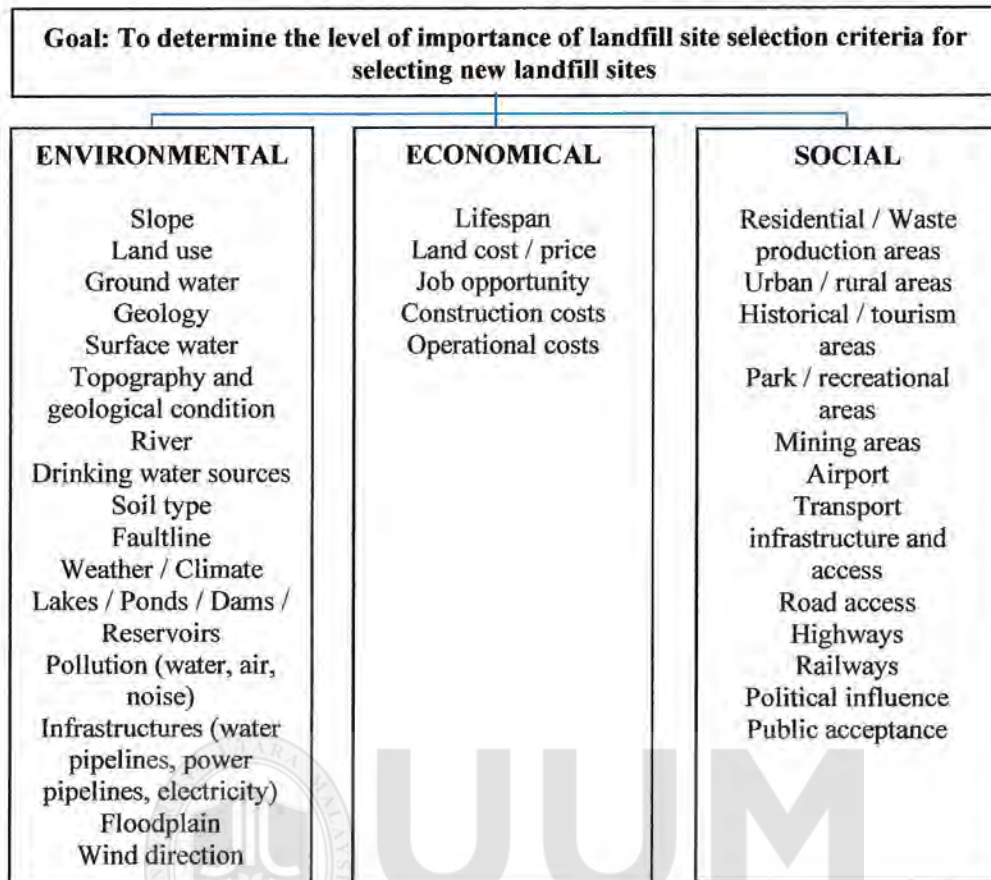 Goal: To determine the level of importance of landfill site selection criteria for
selecting new landfill sites
ENVIRONMENTAL
Slope
Land use
Ground water
Geology
Surface water
Topography and
geological condition
River
Drinking water sources
Soil type
Faultline
Weather / Climate
Lakes / Ponds / Dams /
Reservoirs
Pollution (water, air,
noise)
Infrastructures (water
pipelines, power
pipelines, electricity)
Floodplain
Wind direction
ECONOMICAL
Lifespan
Land cost / price
Job opportunity
Construction costs
Operational costs
SOCIAL
Residential / Waste
production areas
Urban / rural areas
Historical / tourism
areas
Park / recreational
areas
Mining areas
Airport
Transport
infrastructure and
access
Road access
Highways
Railways
Political influence
Public acceptance
UUM